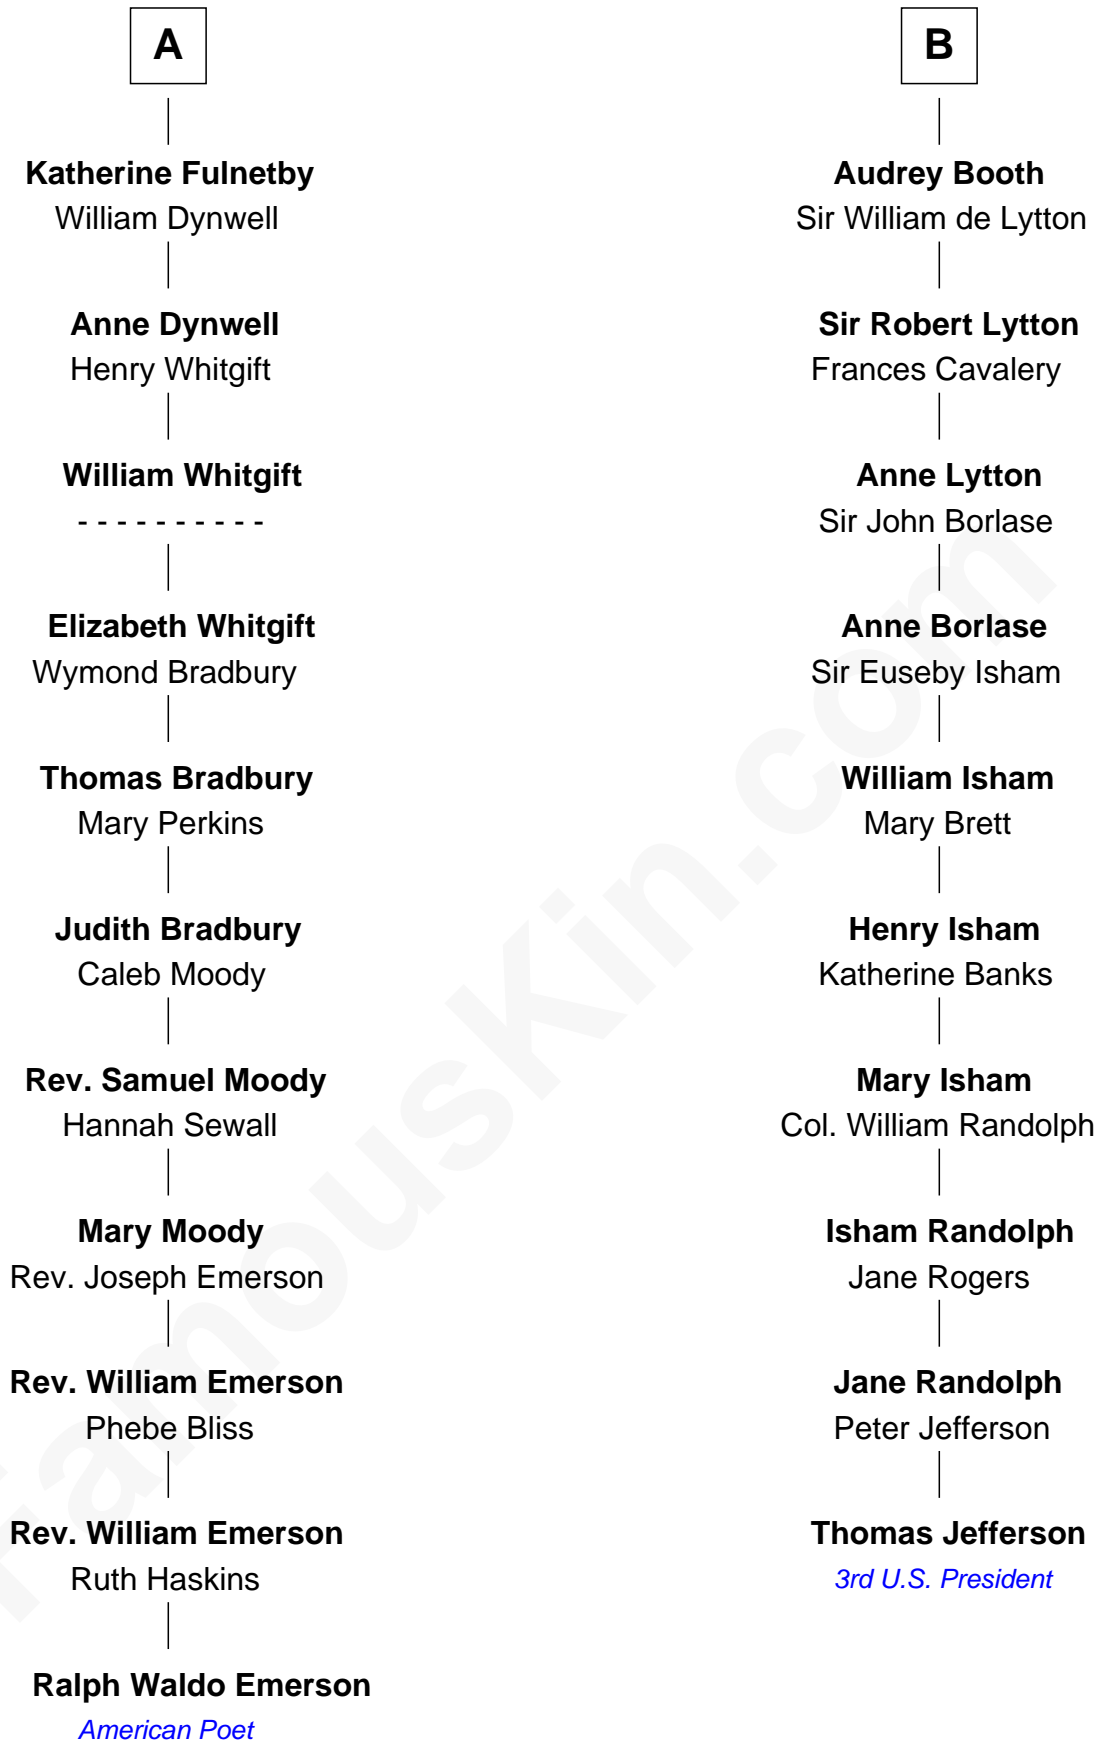 A
Katherine Fulnetby
William Dynwell
Anne Dynwell
Henry Whitgift
William Whitgift
- - - - - - - - - -
Elizabeth Whitgift
Wymond Bradbury
Thomas Bradbury
Mary Perkins
Judith Bradbury
Caleb Moody
Rev. Samuel Moody
Hannah Sewall
Mary Moody
Rev. Joseph Emerson
Rev. William Emerson
Phebe Bliss
Rev. William Emerson
Ruth Haskins
Ralph Waldo Emerson
American Poet
B
Audrey Booth
Sir William de Lytton
Sir Robert Lytton
Frances Cavalery
Anne Lytton
Sir John Borlase
Anne Borlase
Sir Euseby Isham
William Isham
Mary Brett
Henry Isham
Katherine Banks
Mary Isham
Col. William Randolph
Isham Randolph
Jane Rogers
Jane Randolph
Peter Jefferson
Thomas Jefferson
3rd U.S. President
FamousKin.com